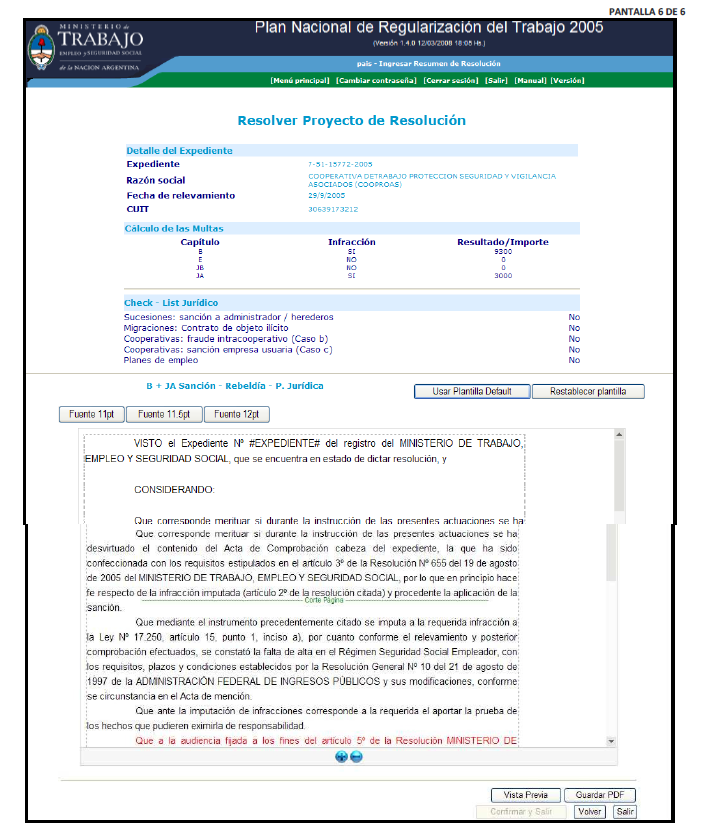 PANTALLA 6 DE 6
MINISTERIO de
TRABAJO
EMPLEO y SEGURIDAD SOCIAL
de la NACION ARGENTINA
Plan Nacional de Regularización del Trabajo 2005
(Versión 1.4.0 12/03/2008 18:05 Hs.)
país - Ingresar Resumen de Resolución
[Menú principal] [Cambiar contraseña] [Cerrar sesión] [Salir] [Manual] [Versión]
Resolver Proyecto de Resolución
Detalle del Expediente
Expediente 7-51-15772-2005
Razón social COOPERATIVA DETRABAJO PROTECCION SEGURIDAD Y VIGILANCIA
ASOCIADOS (COOPROAS)
Fecha de relevamiento 29/9/2005
CUIT 30639173212
Cálculo de las Multas
Capítulo Infracción Resultado/Importe
B SI 9300
E NO 0
JB NO 0
JA SI 3000
Check - List Jurídico
Sucesiones: sanción a administrador / herederos No
Migraciones: Contrato de objeto ilícito No
Cooperativas: fraude intracooperativo (Caso b) No
Cooperativas: sanción empresa usuaria (Caso c) No
Planes de empleo No
B + JA Sanción - Rebeldía - P. Jurídica Usar Plantilla Default Restablecer plantilla
Fuente 11pt Fuente 11.5pt Fuente 12pt
VISTO el Expediente Nº #EXPEDIENTE# del registro del MINISTERIO DE TRABAJO,
EMPLEO Y SEGURIDAD SOCIAL, que se encuentra en estado de dictar resolución, y
CONSIDERANDO:
Que corresponde merituar si durante la instrucción de las presentes actuaciones se ha
Que corresponde merituar si durante la instrucción de las presentes actuaciones se ha
desvirtuado el contenido del Acta de Comprobación cabeza del expediente, la que ha sido
confeccionada con los requisitos estipulados en el artículo 3º de la Resolución Nº 655 del 19 de agosto
de 2005 del MINISTERIO DE TRABAJO, EMPLEO Y SEGURIDAD SOCIAL, por lo que en principio hace
fe respecto de la infracción imputada (artículo 2º de la resolución citada) y procedente la aplicación de la
Corte Página
sanción.
Que mediante el instrumento precedentemente citado se imputa a la requerida infracción a
la Ley Nº 17.250, artículo 15, punto 1, inciso a), por cuanto conforme el relevamiento y posterior
comprobación efectuados, se constató la falta de alta en el Régimen Seguridad Social Empleador, con
los requisitos, plazos y condiciones establecidos por la Resolución General Nº 10 del 21 de agosto de
1997 de la ADMINISTRACIÓN FEDERAL DE INGRESOS PÚBLICOS y sus modificaciones, conforme
se circunstancia en el Acta de mención.
Que ante la imputación de infracciones corresponde a la requerida el aportar la prueba de
los hechos que pudieren eximirla de responsabilidad.
Que a la audiencia fijada a los fines del artículo 5º de la Resolución MINISTERIO DE
Vista Previa Guardar PDF
Confirmar y Salir Volver Salir